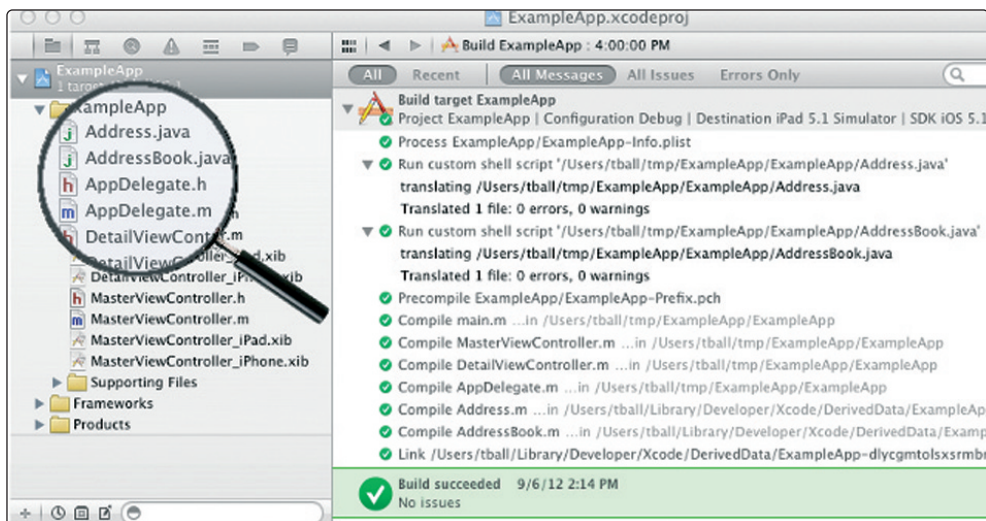 ExampleApp.xcodeproj
Build ExampleApp : 4:00:00 PM
ExampleApp
1 target
ampleApp
Address.java
AddressBook.java
AppDelegate.h
AppDelegate.m
DetailViewConter.m
DetailViewCo
DetailViewController_iPhone.xib
MasterViewController.h
MasterViewController.m
MasterViewController_iPad.xib
MasterViewController_iPhone.xib
Supporting Files
Frameworks
Products
All Recent All Messages All Issues Errors Only
Build target ExampleApp
Project ExampleApp | Configuration Debug | Destination iPad 5.1 Simulator | SDK iOS 5.1
Process ExampleApp/ExampleApp-Info.plist
Run custom shell script '/Users/tball/tmp/ExampleApp/ExampleApp/Address.java'
translating /Users/tball/tmp/ExampleApp/ExampleApp/Address.java
Translated 1 file: 0 errors, 0 warnings
Run custom shell script '/Users/tball/tmp/ExampleApp/ExampleApp/AddressBook.java'
translating /Users/tball/tmp/ExampleApp/ExampleApp/AddressBook.java
Translated 1 file: 0 errors, 0 warnings
Precompile ExampleApp/ExampleApp-Prefix.pch
Compile main.m ...in /Users/tball/tmp/ExampleApp/ExampleApp
Compile MasterViewController.m ...in /Users/tball/tmp/ExampleApp/ExampleApp
Compile DetailViewController.m ...in /Users/tball/tmp/ExampleApp/ExampleApp
Compile AppDelegate.m ...in /Users/tball/tmp/ExampleApp/ExampleApp
Compile Address.m ...in /Users/tball/Library/Developer/Xcode/DerivedData/ExampleAp
Compile AddressBook.m ...in /Users/tball/Library/Developer/Xcode/DerivedData/Examp
Link /Users/tball/Library/Developer/Xcode/DerivedData/ExampleApp-dlycgmtolsxsrmbr
Build succeeded 9/6/12 2:14 PM
No issues